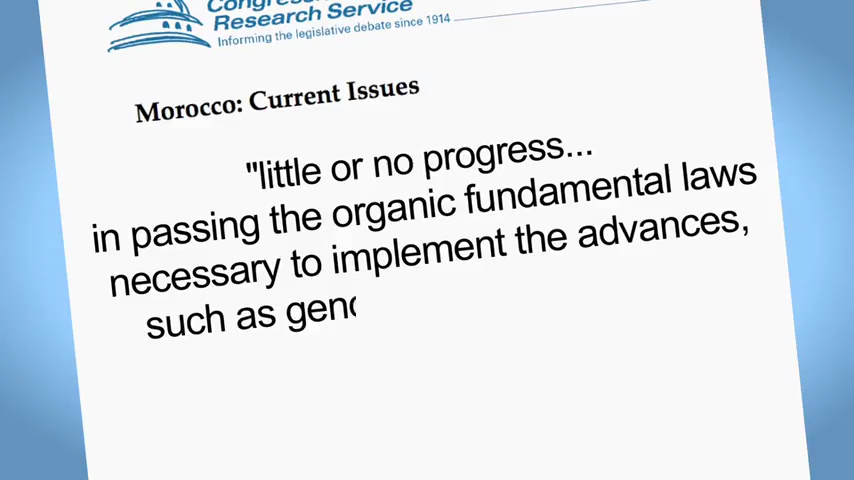 Research Service
Informing the legislative debate since 1914
Morocco: Current Issues
"little or no progress...
in passing the organic fundamental laws
necessary to implement the advances,
such as